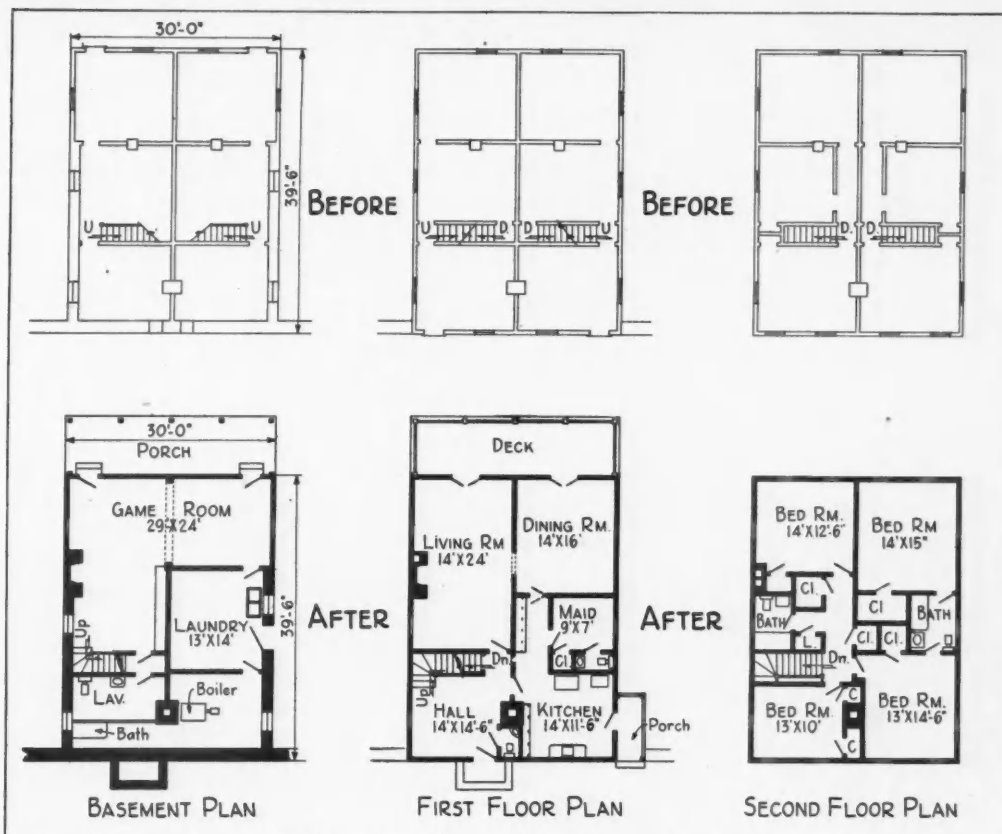 30'-0"
39'-6"
U
U
BEFORE
U
D.
D
U
BEFORE
D.
D.
30'-0"
PORCH
GAME ROOM
29'X24'
LAUNDRY
13'X14'
39'-6"
Up
LAV.
Boiler
Bath
BASEMENT PLAN
AFTER
DECK
LIVING RM
14'X24'
DINING RM.
14'X16'
MAID
9'X7'
Cl.
Dn.
Up
HALL
14'X14'-6"
KITCHEN
14'X11'-6"
Porch
FIRST FLOOR PLAN
AFTER
BED RM.
14'X12'-6"
BED RM
14'X15"
Cl.
Cl
BATH
BATH
L.
Cl.
Cl.
Dn.
C
BED RM.
13'X10'
BED RM.
13'X14'-6"
C
SECOND FLOOR PLAN